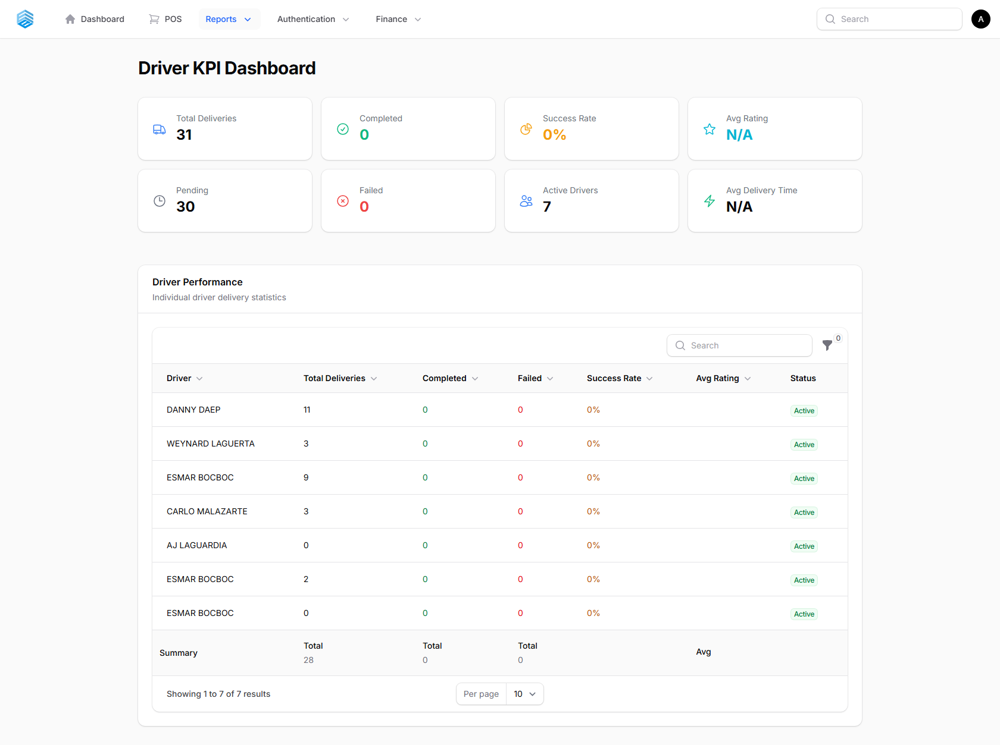 Dashboard POS Reports Authentication Finance Search A
Driver KPI Dashboard
Total Deliveries
31
Completed
0
Success Rate
0%
Avg Rating
N/A
Pending
30
Failed
0
Active Drivers
7
Avg Delivery Time
N/A
Driver Performance
Individual driver delivery statistics
Search 0
Driver Total Deliveries Completed Failed Success Rate Avg Rating Status
DANNY DAEP 11 0 0 0% Active
WEYNARD LAGUERTA 3 0 0 0% Active
ESMAR BOCBOC 9 0 0 0% Active
CARLO MALAZARTE 3 0 0 0% Active
AJ LAGUARDIA 0 0 0 0% Active
ESMAR BOCBOC 2 0 0 0% Active
ESMAR BOCBOC 0 0 0 0% Active
Summary Total Total Total Avg
28 0 0
Showing 1 to 7 of 7 results Per page 10